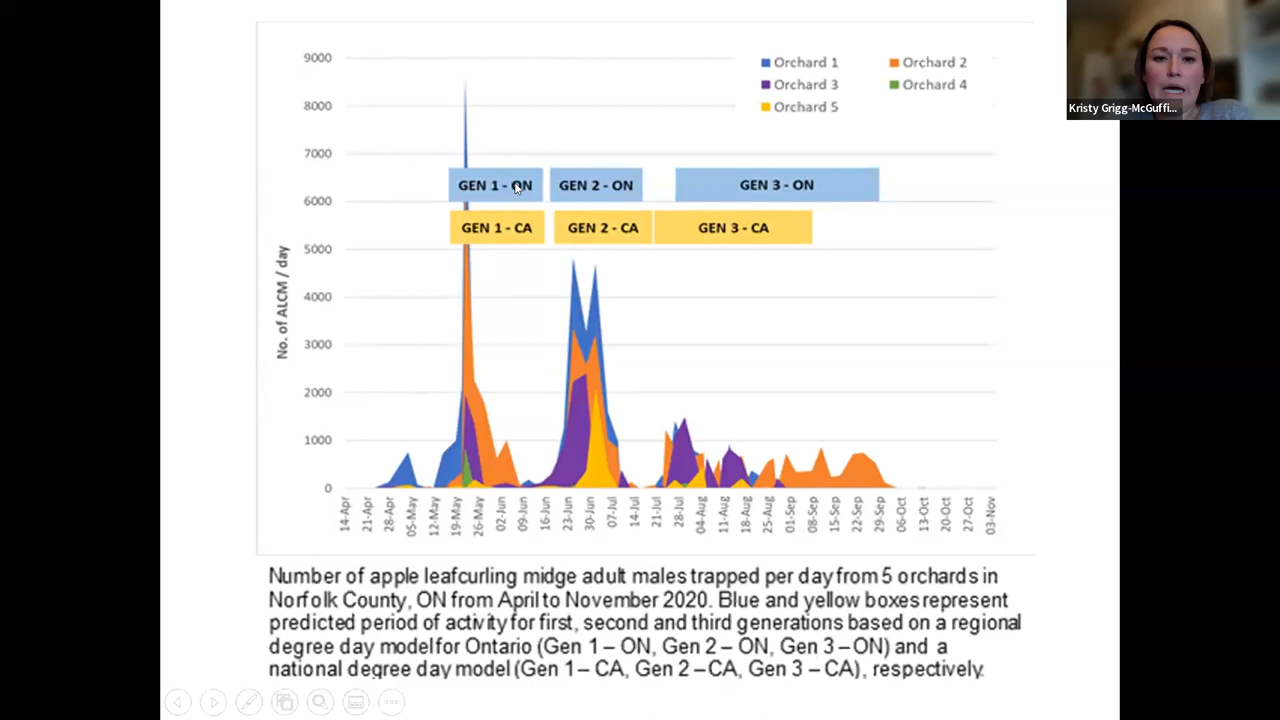 9000
8000
7000
6000
5000
4000
3000
2000
1000
0
No. of ALCM / day
Orchard 1
Orchard 2
Orchard 3
Orchard 4
Orchard 5
GEN 1 - ON
GEN 2 - ON
GEN 3 - ON
GEN 1 - CA
GEN 2 - CA
GEN 3 - CA
14-Apr
21-Apr
28-Apr
05-May
12-May
19-May
26-May
02-Jun
09-Jun
16-Jun
23-Jun
30-Jun
07-Jul
14-Jul
21-Jul
28-Jul
04-Aug
11-Aug
18-Aug
25-Aug
01-Sep
08-Sep
15-Sep
22-Sep
29-Sep
06-Oct
13-Oct
20-Oct
27-Oct
03-Nov
Number of apple leafcurling midge adult males trapped per day from 5 orchards in
Norfolk County, ON from April to November 2020. Blue and yellow boxes represent
predicted period of activity for first, second and third generations based on a regional
degree day model for Ontario (Gen 1 – ON, Gen 2 – ON, Gen 3 – ON) and a
national degree day model (Gen 1 – CA, Gen 2 – CA, Gen 3 – CA), respectively.
Kristy Grigg-McGuffi...